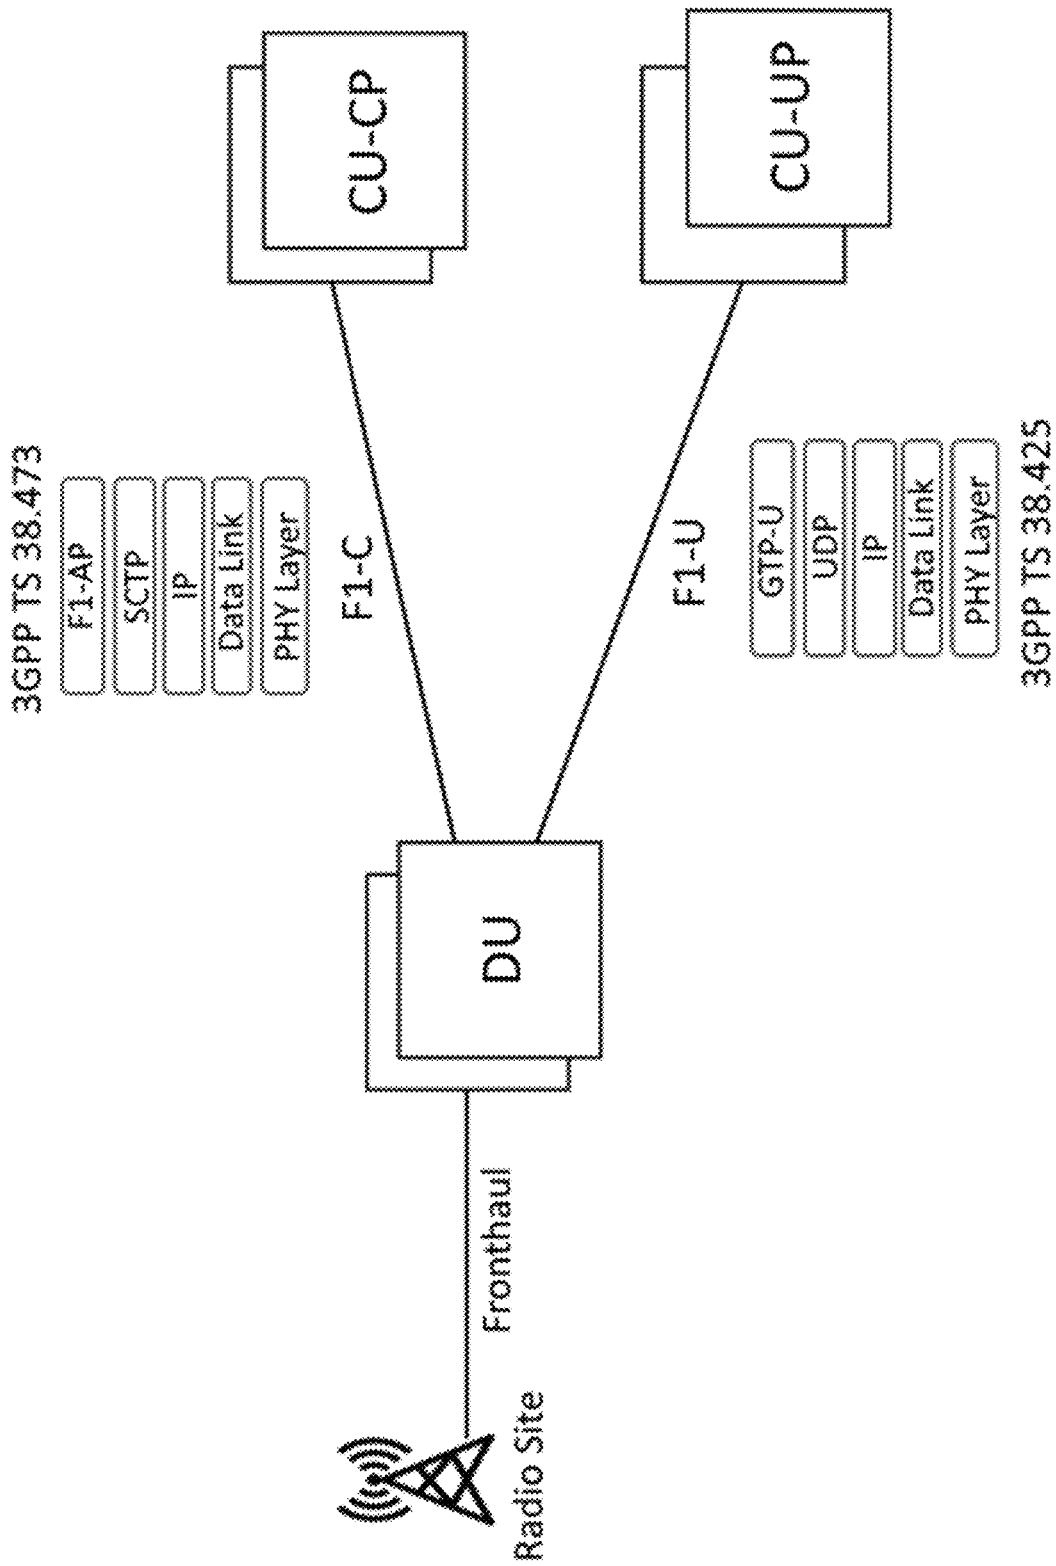 3GPP TS 38.473
F1-AP
SCTP
IP
Data Link
PHY Layer
F1-C
CU-CP
Radio Site
Fronthaul
DU
F1-U
CU-UP
GTP-U
UDP
IP
Data Link
PHY Layer
3GPP TS 38.425